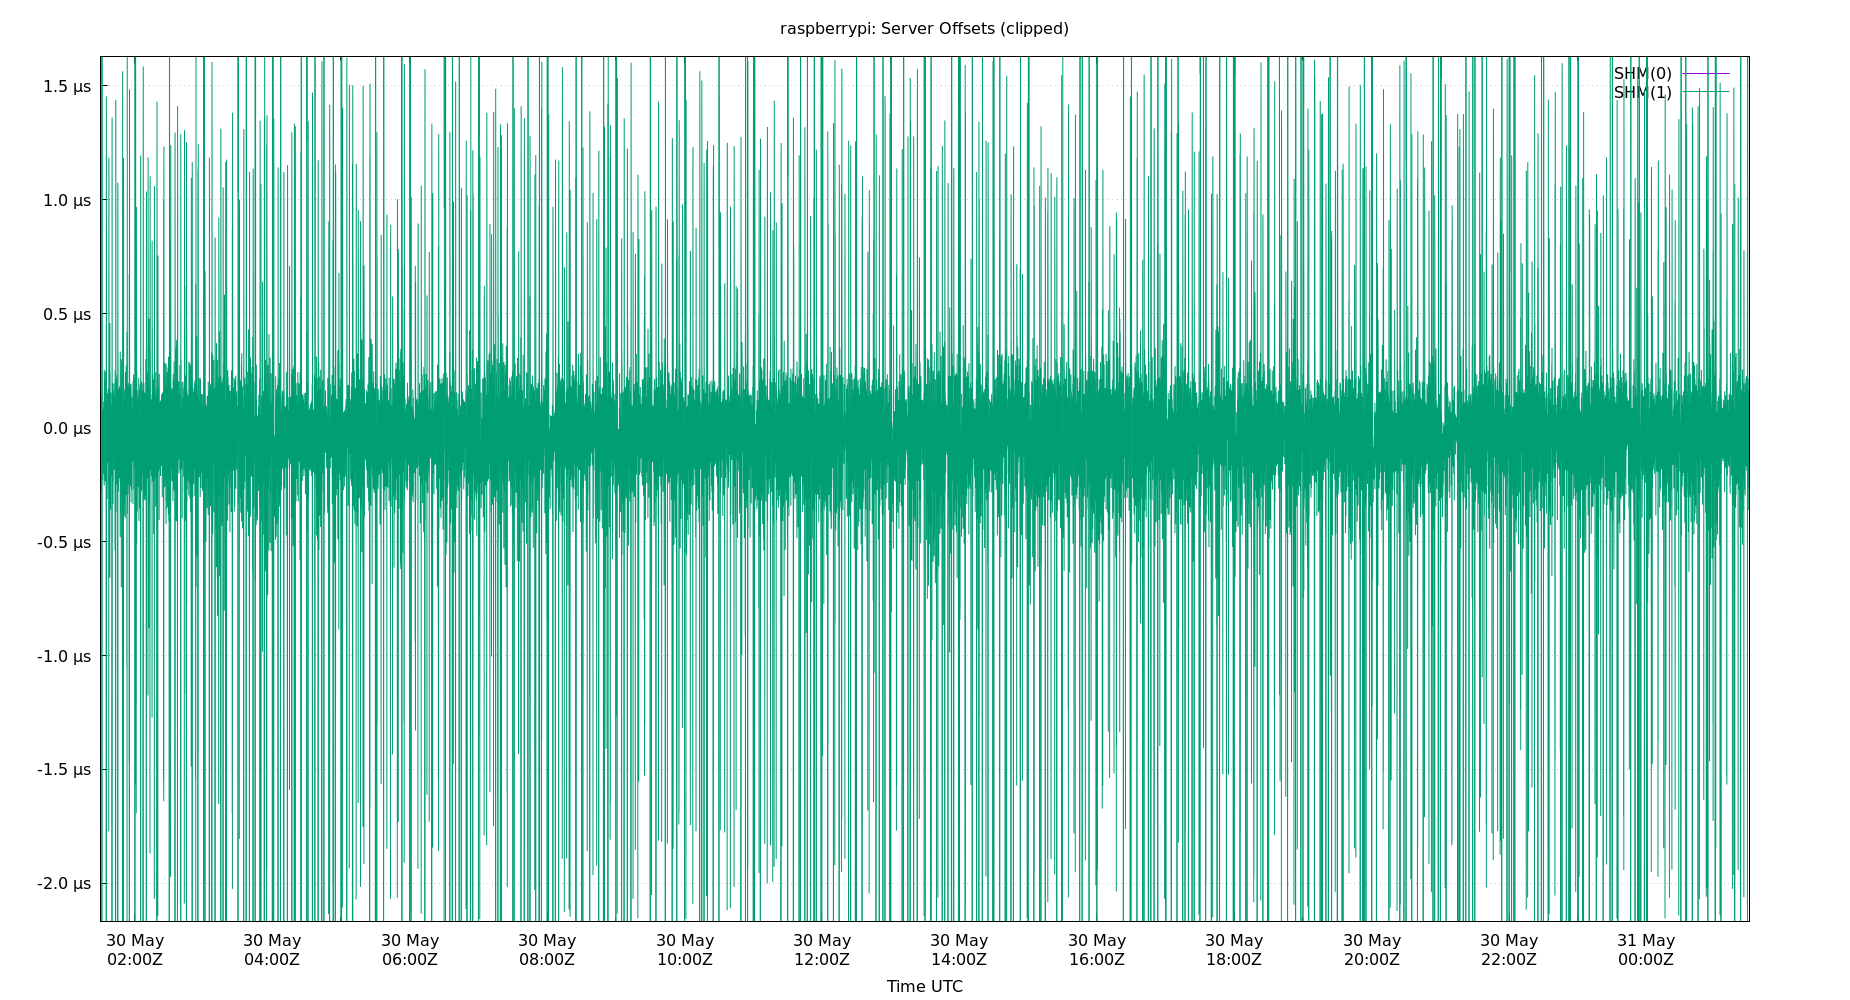 raspberrypi: Server Offsets (clipped)
SHM(0)
SHM(1)
1.5 µs
1.0 µs
0.5 µs
0.0 µs
-0.5 µs
-1.0 µs
-1.5 µs
-2.0 µs
30 May 30 May 30 May 30 May 30 May 30 May 30 May 30 May 30 May 30 May 30 May 31 May
02:00Z 04:00Z 06:00Z 08:00Z 10:00Z 12:00Z 14:00Z 16:00Z 18:00Z 20:00Z 22:00Z 00:00Z
Time UTC